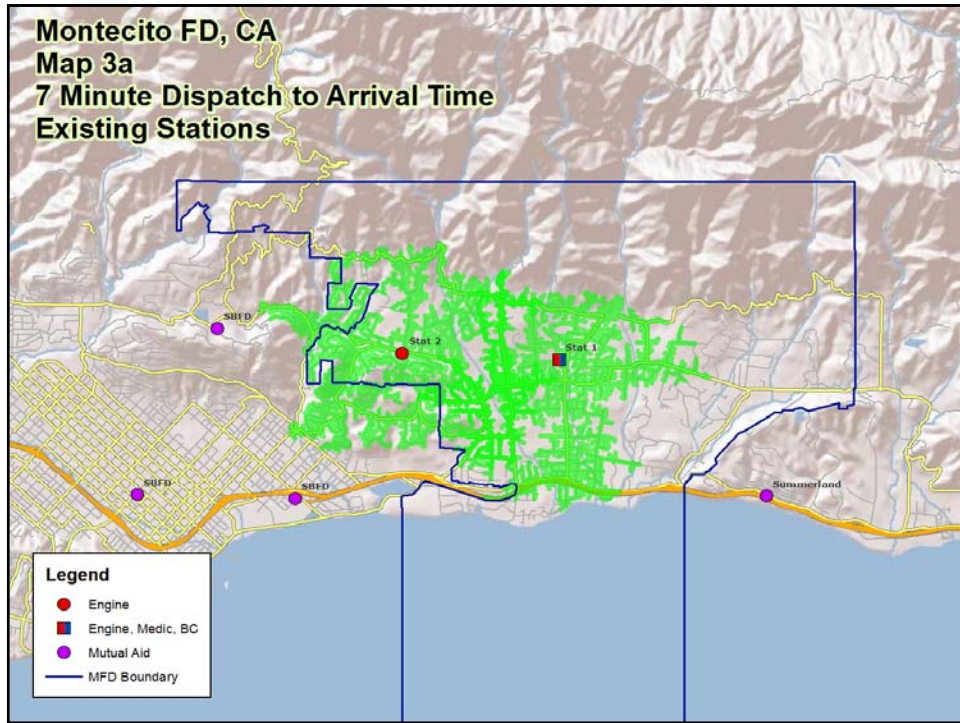 Montecito FD, CA
Map 3a
7 Minute Dispatch to Arrival Time
Existing Stations
SBFD
Stat 2
Stat 1
SBFD
SBFD
Summerland
Legend
Engine
Engine, Medic, BC
Mutual Aid
MFD Boundary